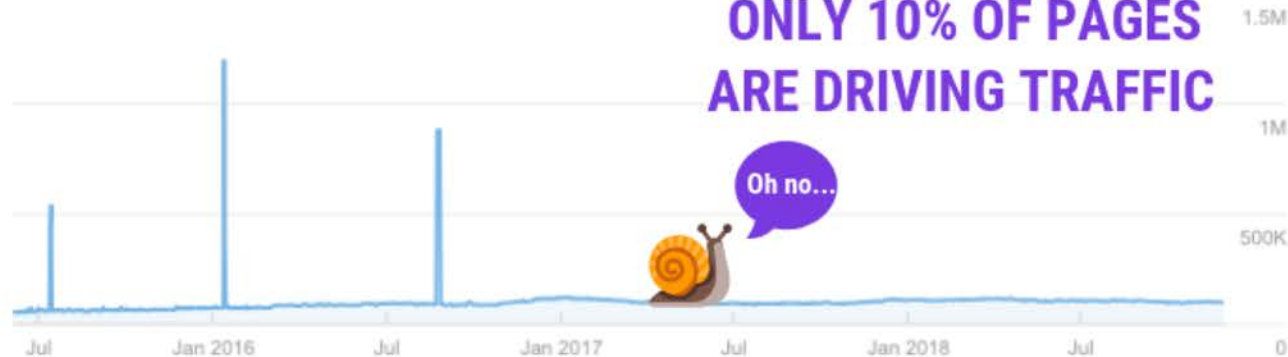 ONLY 10% OF PAGES
ARE DRIVING TRAFFIC
1.5M
1M
Oh no...
500K
Jul
Jan 2016
Jul
Jan 2017
Jul
Jan 2018
Jul
0